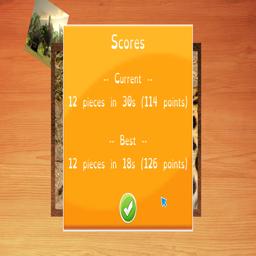 Scores
-- Current --
12 pieces in 30s (114 points)
-- Best --
12 pieces in 18s (126 points)